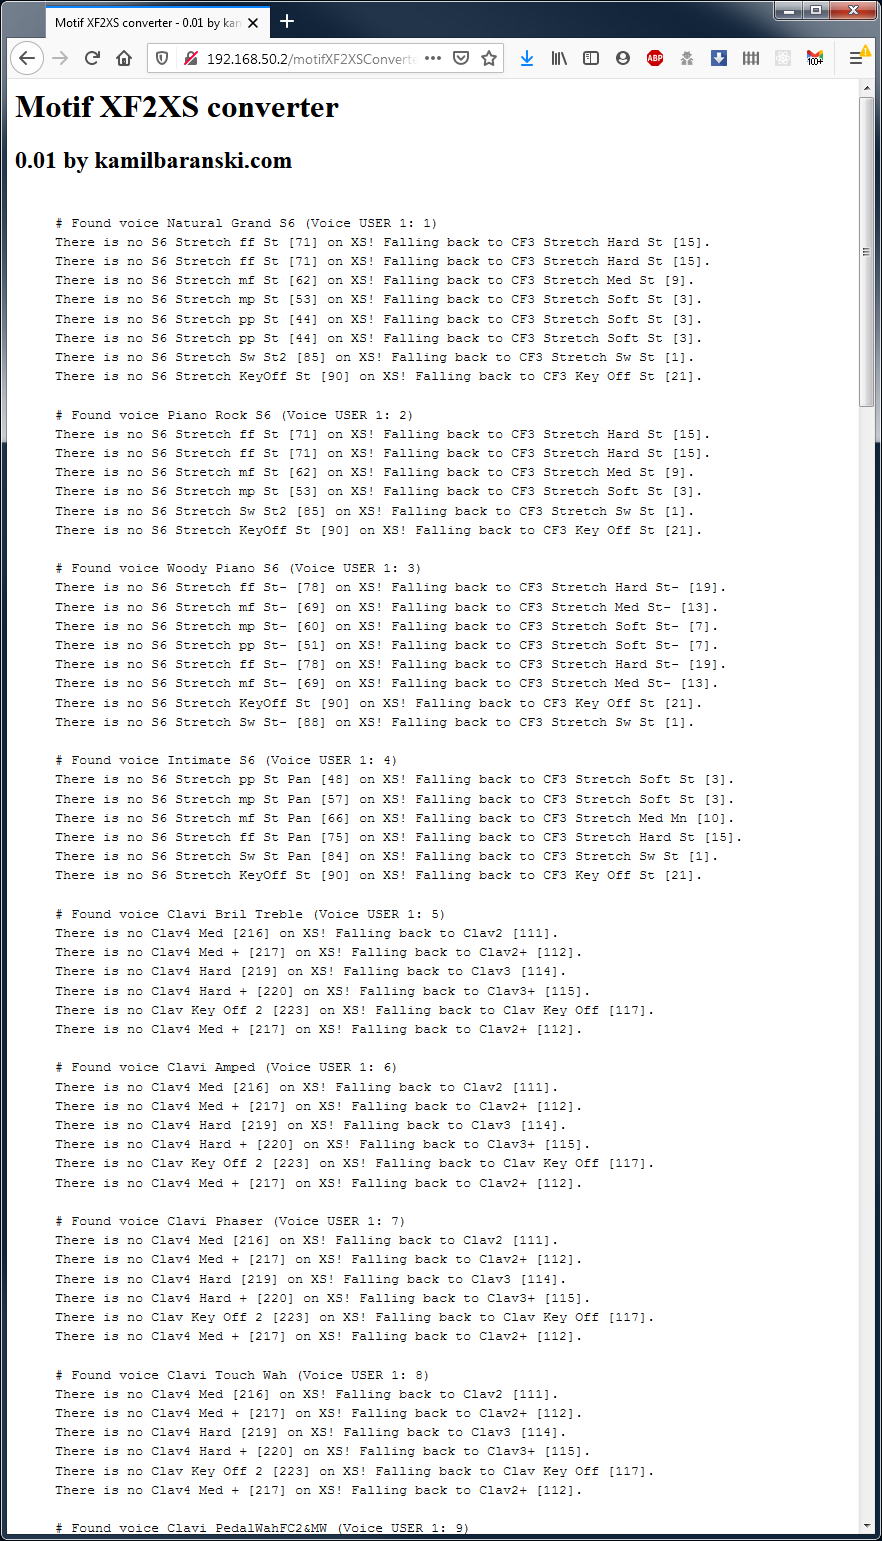 Motif XF2XS converter - 0.01 by kam
192.168.50.2/motifXF2XSConverte
ABP
100+
Motif XF2XS converter
0.01 by kamilbaranski.com
# Found voice Natural Grand S6 (Voice USER 1: 1)
There is no S6 Stretch ff St [71] on XS! Falling back to CF3 Stretch Hard St [15].
There is no S6 Stretch ff St [71] on XS! Falling back to CF3 Stretch Hard St [15].
There is no S6 Stretch mf St [62] on XS! Falling back to CF3 Stretch Med St [9].
There is no S6 Stretch mp St [53] on XS! Falling back to CF3 Stretch Soft St [3].
There is no S6 Stretch pp St [44] on XS! Falling back to CF3 Stretch Soft St [3].
There is no S6 Stretch pp St [44] on XS! Falling back to CF3 Stretch Soft St [3].
There is no S6 Stretch Sw St2 [85] on XS! Falling back to CF3 Stretch Sw St [1].
There is no S6 Stretch KeyOff St [90] on XS! Falling back to CF3 Key Off St [21].
# Found voice Piano Rock S6 (Voice USER 1: 2)
There is no S6 Stretch ff St [71] on XS! Falling back to CF3 Stretch Hard St [15].
There is no S6 Stretch ff St [71] on XS! Falling back to CF3 Stretch Hard St [15].
There is no S6 Stretch mf St [62] on XS! Falling back to CF3 Stretch Med St [9].
There is no S6 Stretch mp St [53] on XS! Falling back to CF3 Stretch Soft St [3].
There is no S6 Stretch Sw St2 [85] on XS! Falling back to CF3 Stretch Sw St [1].
There is no S6 Stretch KeyOff St [90] on XS! Falling back to CF3 Key Off St [21].
# Found voice Woody Piano S6 (Voice USER 1: 3)
There is no S6 Stretch ff St- [78] on XS! Falling back to CF3 Stretch Hard St- [19].
There is no S6 Stretch mf St- [69] on XS! Falling back to CF3 Stretch Med St- [13].
There is no S6 Stretch mp St- [60] on XS! Falling back to CF3 Stretch Soft St- [7].
There is no S6 Stretch pp St- [51] on XS! Falling back to CF3 Stretch Soft St- [7].
There is no S6 Stretch ff St- [78] on XS! Falling back to CF3 Stretch Hard St- [19].
There is no S6 Stretch mf St- [69] on XS! Falling back to CF3 Stretch Med St- [13].
There is no S6 Stretch KeyOff St [90] on XS! Falling back to CF3 Key Off St [21].
There is no S6 Stretch Sw St- [88] on XS! Falling back to CF3 Stretch Sw St [1].
# Found voice Intimate S6 (Voice USER 1: 4)
There is no S6 Stretch pp St Pan [48] on XS! Falling back to CF3 Stretch Soft St [3].
There is no S6 Stretch mp St Pan [57] on XS! Falling back to CF3 Stretch Soft St [3].
There is no S6 Stretch mf St Pan [66] on XS! Falling back to CF3 Stretch Med Mn [10].
There is no S6 Stretch ff St Pan [75] on XS! Falling back to CF3 Stretch Hard St [15].
There is no S6 Stretch Sw St Pan [84] on XS! Falling back to CF3 Stretch Sw St [1].
There is no S6 Stretch KeyOff St [90] on XS! Falling back to CF3 Key Off St [21].
# Found voice Clavi Bril Treble (Voice USER 1: 5)
There is no Clav4 Med [216] on XS! Falling back to Clav2 [111].
There is no Clav4 Med + [217] on XS! Falling back to Clav2+ [112].
There is no Clav4 Hard [219] on XS! Falling back to Clav3 [114].
There is no Clav4 Hard + [220] on XS! Falling back to Clav3+ [115].
There is no Clav Key Off 2 [223] on XS! Falling back to Clav Key Off [117].
There is no Clav4 Med + [217] on XS! Falling back to Clav2+ [112].
# Found voice Clavi Amped (Voice USER 1: 6)
There is no Clav4 Med [216] on XS! Falling back to Clav2 [111].
There is no Clav4 Med + [217] on XS! Falling back to Clav2+ [112].
There is no Clav4 Hard [219] on XS! Falling back to Clav3 [114].
There is no Clav4 Hard + [220] on XS! Falling back to Clav3+ [115].
There is no Clav Key Off 2 [223] on XS! Falling back to Clav Key Off [117].
There is no Clav4 Med + [217] on XS! Falling back to Clav2+ [112].
# Found voice Clavi Phaser (Voice USER 1: 7)
There is no Clav4 Med [216] on XS! Falling back to Clav2 [111].
There is no Clav4 Med + [217] on XS! Falling back to Clav2+ [112].
There is no Clav4 Hard [219] on XS! Falling back to Clav3 [114].
There is no Clav4 Hard + [220] on XS! Falling back to Clav3+ [115].
There is no Clav Key Off 2 [223] on XS! Falling back to Clav Key Off [117].
There is no Clav4 Med + [217] on XS! Falling back to Clav2+ [112].
# Found voice Clavi Touch Wah (Voice USER 1: 8)
There is no Clav4 Med [216] on XS! Falling back to Clav2 [111].
There is no Clav4 Med + [217] on XS! Falling back to Clav2+ [112].
There is no Clav4 Hard [219] on XS! Falling back to Clav3 [114].
There is no Clav4 Hard + [220] on XS! Falling back to Clav3+ [115].
There is no Clav Key Off 2 [223] on XS! Falling back to Clav Key Off [117].
There is no Clav4 Med + [217] on XS! Falling back to Clav2+ [112].
# Found voice Clavi PedalWahFC2&MW (Voice USER 1: 9)